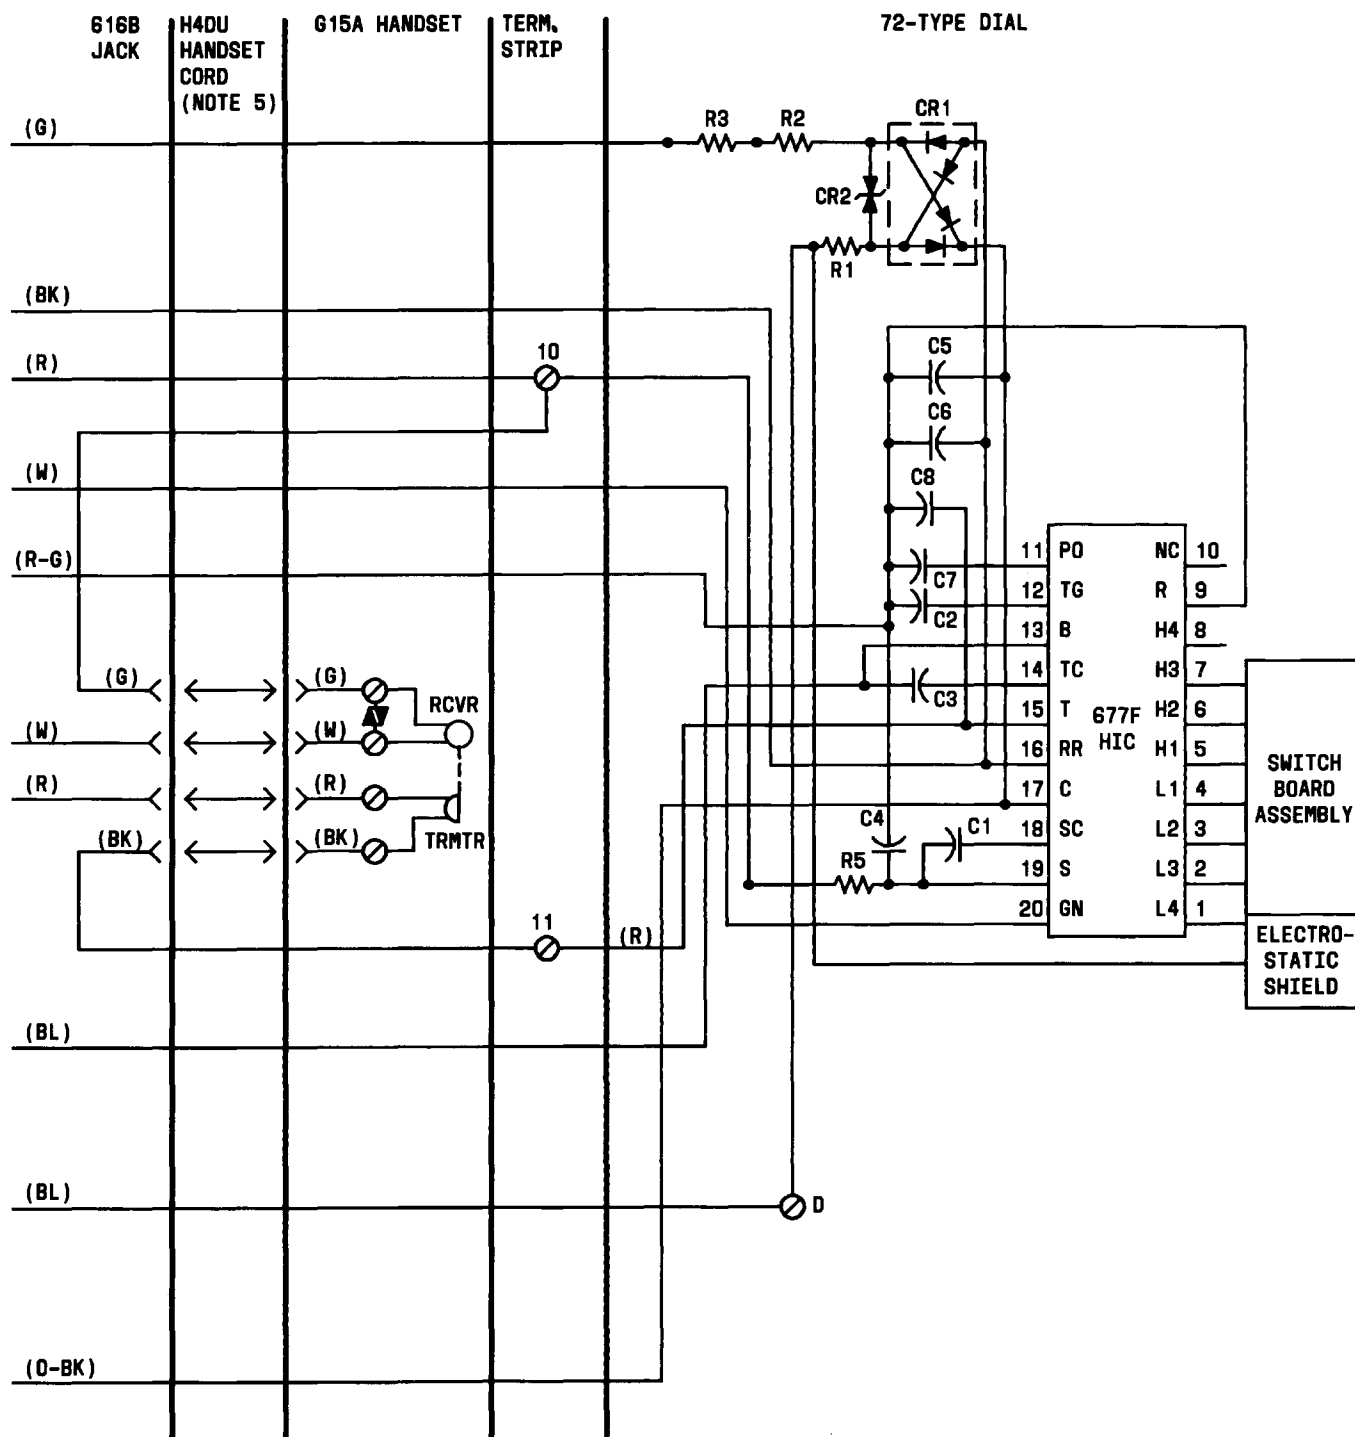 616B
JACK
H4DU
HANDSET
CORD
(NOTE 5)
G15A HANDSET
TERM.
STRIP
72-TYPE DIAL
(G)
R3
R2
CR1
CR2
R1
(BK)
(R)
10
C5
C6
(W)
C8
(R-G)
C7
C2
C3
11 PO
12 TG
13 B
14 TC
15 T
16 RR
17 C
18 SC
19 S
20 GN
677F
HIC
NC 10
R 9
H4 8
H3 7
H2 6
H1 5
L1 4
L2 3
L3 2
L4 1
SWITCH
BOARD
ASSEMBLY
ELECTRO-
STATIC
SHIELD
(G)
(G)
RCVR
(W)
(W)
(R)
(R)
(BK)
(BK)
TRMTR
C4
C1
R5
11
(R)
(BL)
(BL)
D
(O-BK)